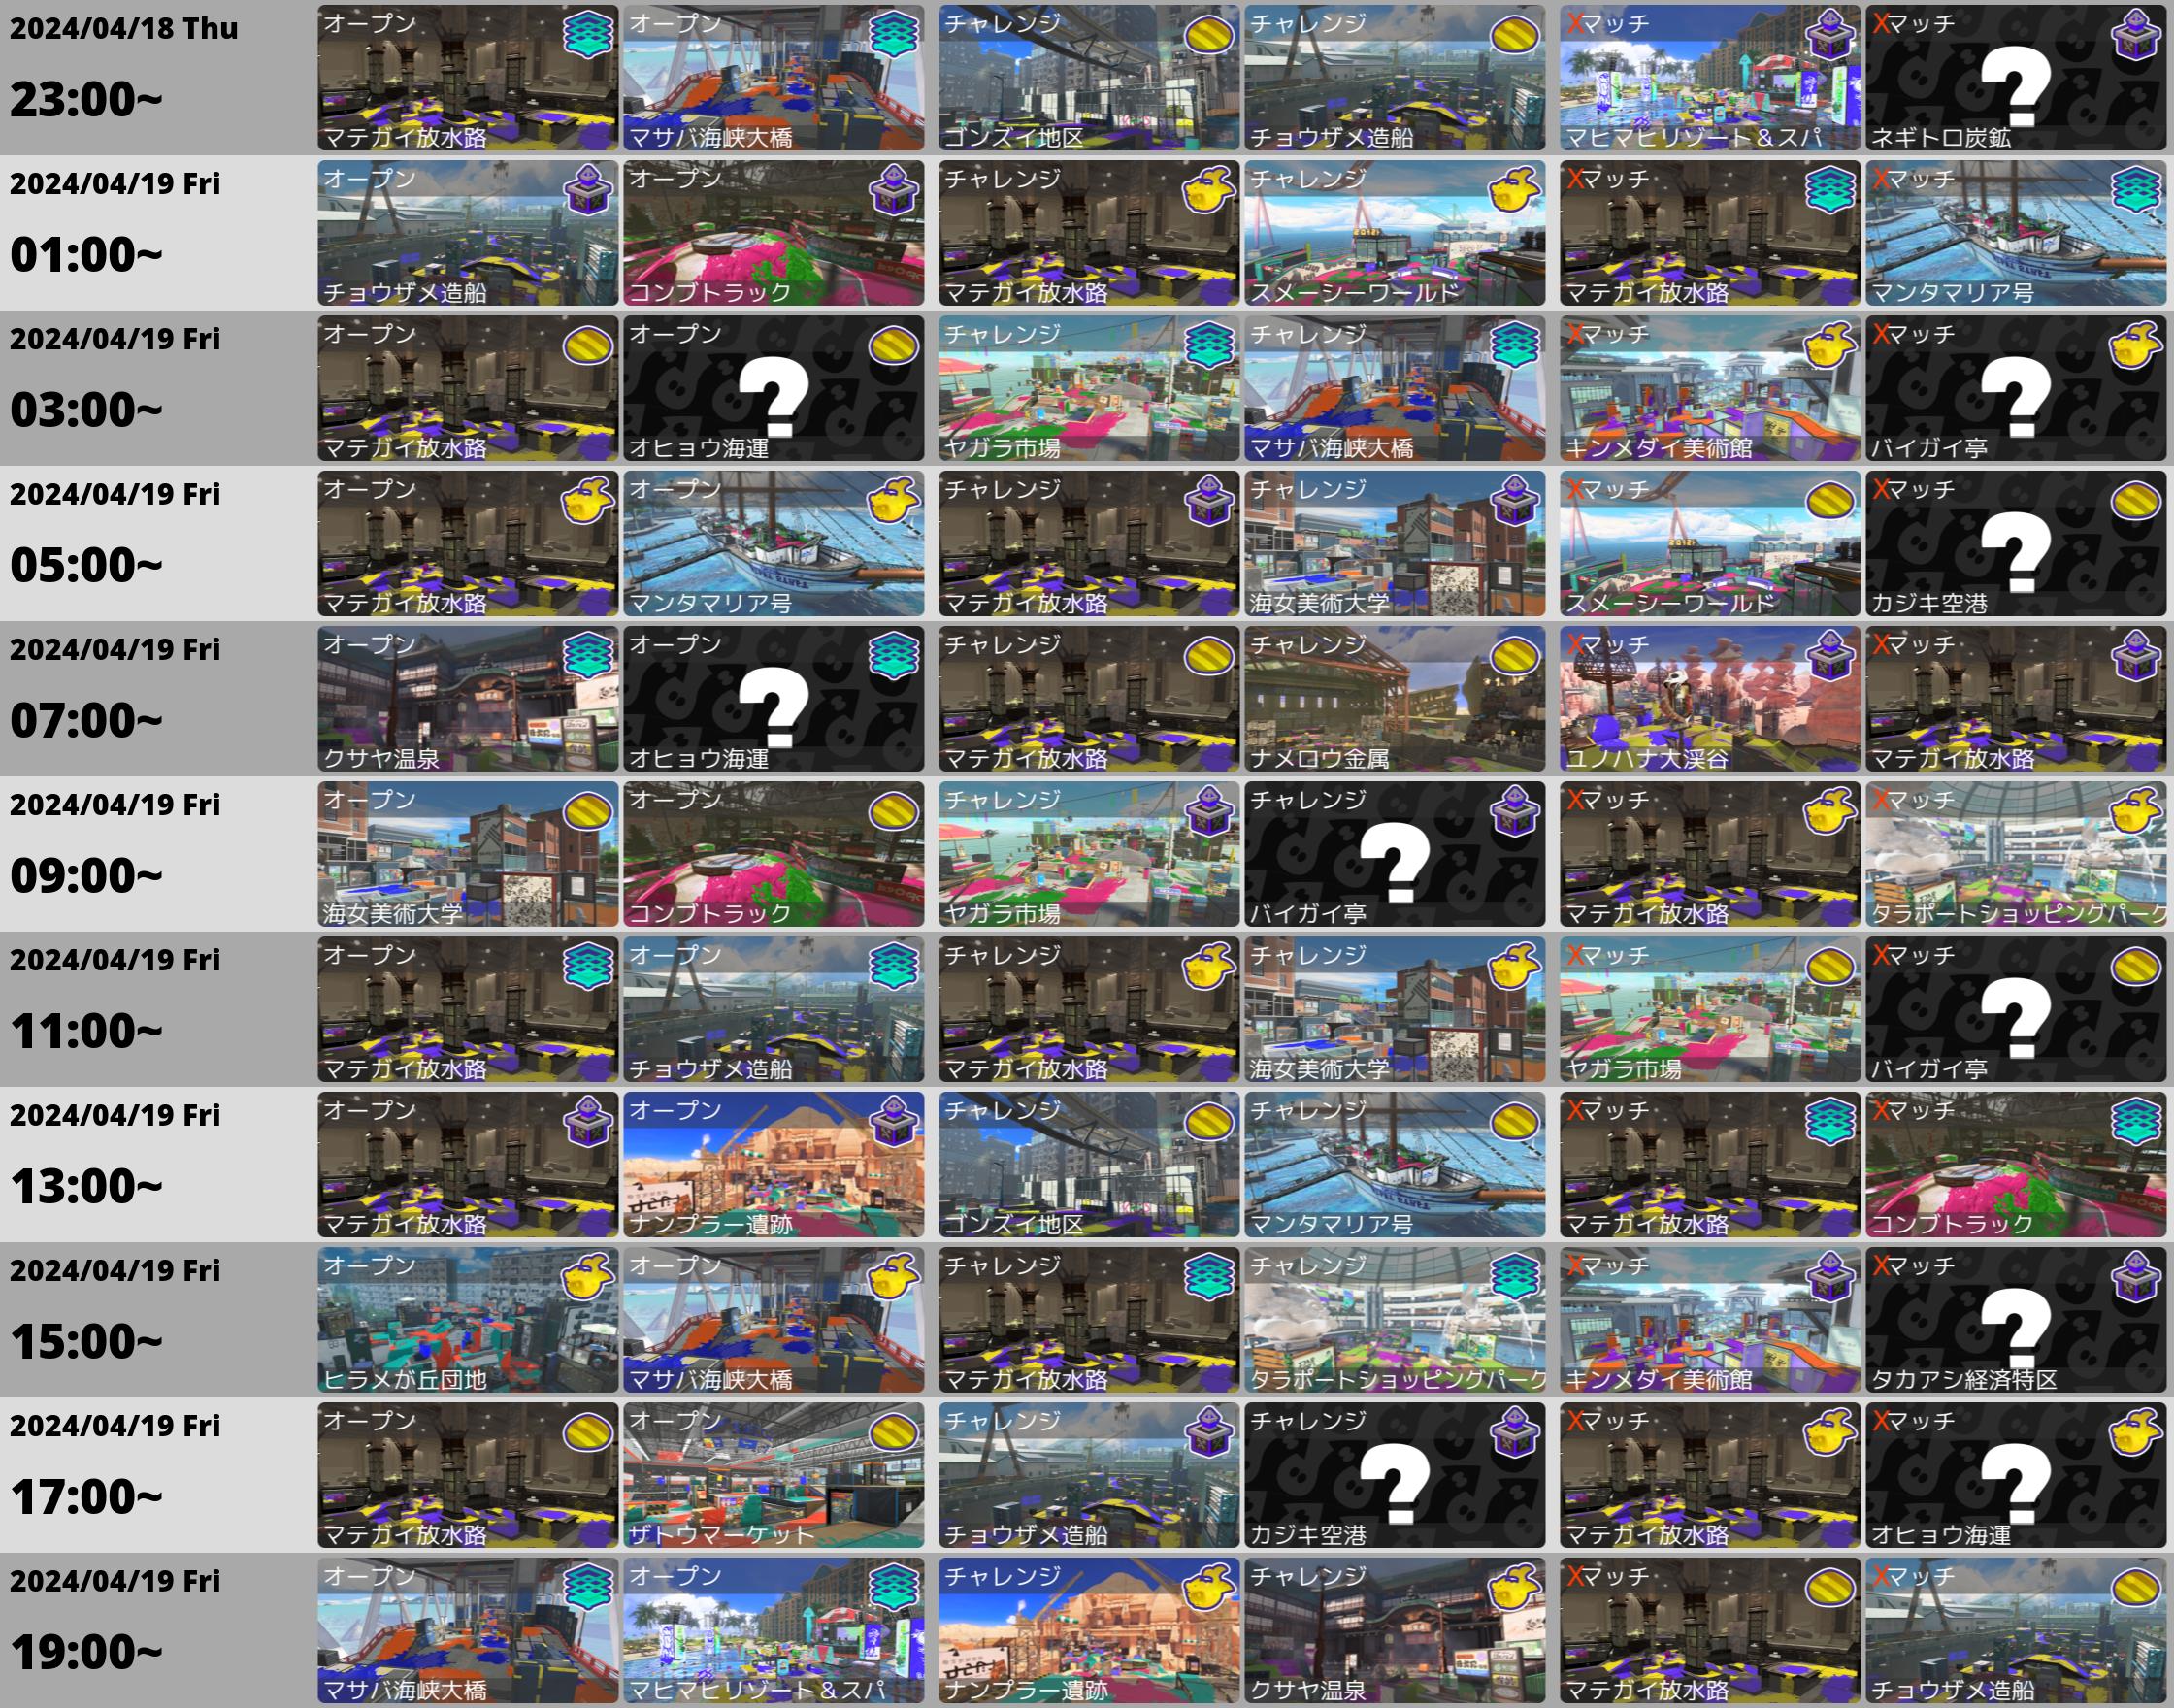 2024/04/18 Thu
23:00~
オープン
マテガイ放水路
オープン
マサバ海峡大橋
チャレンジ
ゴンズイ地区
チャレンジ
チョウザメ造船
Xマッチ
マヒマヒリゾート＆スパ
Xマッチ
ネギトロ炭鉱
2024/04/19 Fri
01:00~
オープン
チョウザメ造船
オープン
コンブトラック
チャレンジ
マテガイ放水路
チャレンジ
スメーシーワールド
Xマッチ
マテガイ放水路
Xマッチ
マンタマリア号
2024/04/19 Fri
03:00~
オープン
マテガイ放水路
オープン
オヒョウ海運
チャレンジ
ヤガラ市場
チャレンジ
マサバ海峡大橋
Xマッチ
キンメダイ美術館
Xマッチ
バイガイ亭
2024/04/19 Fri
05:00~
オープン
マテガイ放水路
オープン
マンタマリア号
チャレンジ
マテガイ放水路
チャレンジ
海女美術大学
Xマッチ
スメーシーワールド
Xマッチ
カジキ空港
2024/04/19 Fri
07:00~
オープン
クサヤ温泉
オープン
オヒョウ海運
チャレンジ
マテガイ放水路
チャレンジ
ナメロウ金属
Xマッチ
ユノハナ大渓谷
Xマッチ
マテガイ放水路
2024/04/19 Fri
09:00~
オープン
海女美術大学
オープン
コンブトラック
チャレンジ
ヤガラ市場
チャレンジ
バイガイ亭
Xマッチ
マテガイ放水路
Xマッチ
タラポートショッピングパーク
2024/04/19 Fri
11:00~
オープン
マテガイ放水路
オープン
チョウザメ造船
チャレンジ
マテガイ放水路
チャレンジ
海女美術大学
Xマッチ
ヤガラ市場
Xマッチ
バイガイ亭
2024/04/19 Fri
13:00~
オープン
マテガイ放水路
オープン
ナンプラー遺跡
チャレンジ
ゴンズイ地区
チャレンジ
マンタマリア号
Xマッチ
マテガイ放水路
Xマッチ
コンブトラック
2024/04/19 Fri
15:00~
オープン
ヒラメが丘団地
オープン
マサバ海峡大橋
チャレンジ
マテガイ放水路
チャレンジ
タラポートショッピングパーク
Xマッチ
キンメダイ美術館
Xマッチ
タカアシ経済特区
2024/04/19 Fri
17:00~
オープン
マテガイ放水路
オープン
ザトウマーケット
チャレンジ
チョウザメ造船
チャレンジ
カジキ空港
Xマッチ
マテガイ放水路
Xマッチ
オヒョウ海運
2024/04/19 Fri
19:00~
オープン
マサバ海峡大橋
オープン
マヒマヒリゾート＆スパ
チャレンジ
ナンプラー遺跡
チャレンジ
クサヤ温泉
Xマッチ
マテガイ放水路
Xマッチ
チョウザメ造船